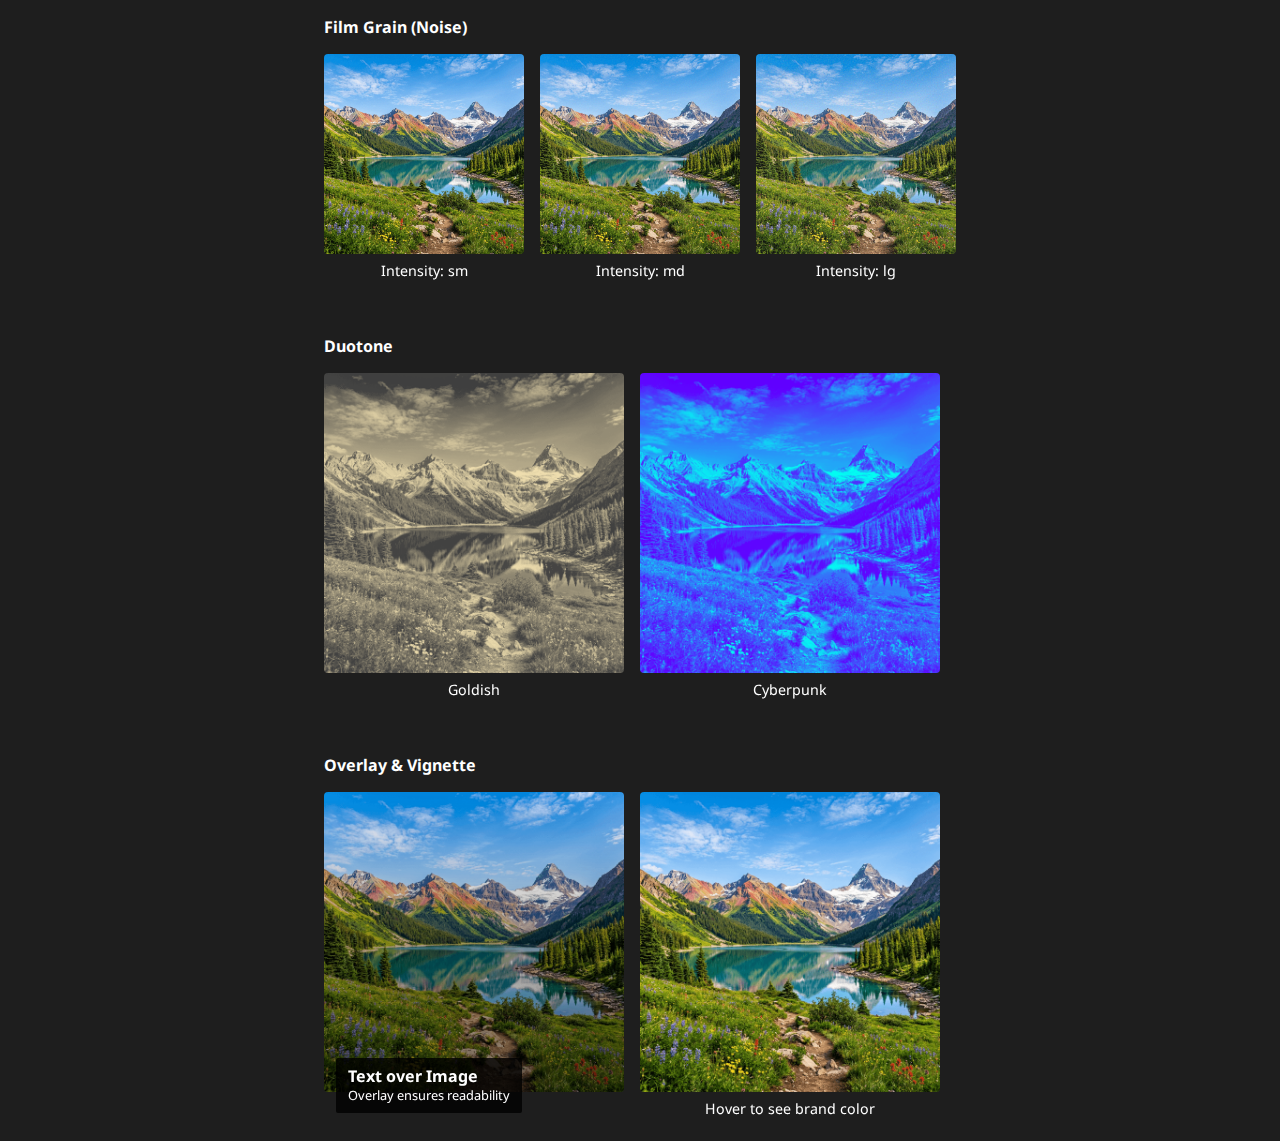 Film Grain (Noise)
Intensity: sm
Intensity: md
Intensity: lg
Duotone
Goldish
Cyberpunk
Overlay & Vignette
Text over Image
Overlay ensures readability
Hover to see brand color